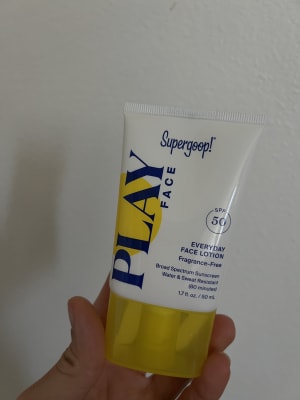 Supergoop!
PLAY
FACE
SPF
50
EVERYDAY
FACE LOTION
Fragrance-Free
Broad Spectrum Sunscreen
Water & Sweat Resistant
(80 minutes)
1.7 fl. oz. / 50 mL